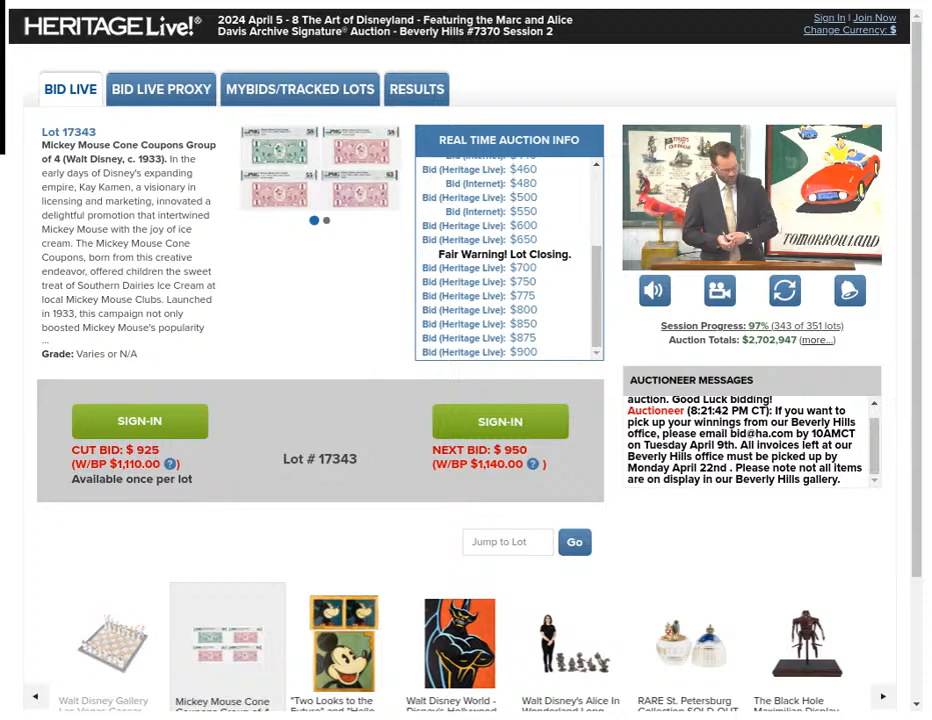 HERITAGE Live!®
2024 April 5 - 8 The Art of Disneyland - Featuring the Marc and Alice
Davis Archive Signature® Auction - Beverly Hills #7370 Session 2
Sign In | Join Now
Change Currency: $
BID LIVE
BID LIVE PROXY
MYBIDS/TRACKED LOTS
RESULTS
Lot 17343
Mickey Mouse Cone Coupons Group
of 4 (Walt Disney, c. 1933). In the
early days of Disney's expanding
empire, Kay Kamen, a visionary in
licensing and marketing, innovated a
delightful promotion that intertwined
Mickey Mouse with the joy of ice
cream. The Mickey Mouse Cone
Coupons, born from this creative
endeavor, offered children the sweet
treat of Southern Dairies Ice Cream at
local Mickey Mouse Clubs. Launched
in 1933, this campaign not only
boosted Mickey Mouse's popularity
...
Grade: Varies or N/A
REAL TIME AUCTION INFO
Bid (Heritage Live): $460
Bid (Internet): $480
Bid (Heritage Live): $500
Bid (Internet): $550
Bid (Heritage Live): $600
Bid (Heritage Live): $650
Fair Warning! Lot Closing.
Bid (Heritage Live): $700
Bid (Heritage Live): $750
Bid (Heritage Live): $775
Bid (Heritage Live): $800
Bid (Heritage Live): $850
Bid (Heritage Live): $875
Bid (Heritage Live): $900
TOMORROWLAND
Session Progress: 97% (343 of 351 lots)
Auction Totals: $2,702,947 (more...)
AUCTIONEER MESSAGES
auction. Good Luck bidding!
Auctioneer (8:21:42 PM CT): If you want to
pick up your winnings from our Beverly Hills
office, please email bid@ha.com by 10AMCT
on Tuesday April 9th. All invoices left at our
Beverly Hills office must be picked up by
Monday April 22nd . Please note not all items
are on display in our Beverly Hills gallery.
SIGN-IN
CUT BID: $ 925
(W/BP $1,110.00 ?)
Available once per lot
Lot # 17343
SIGN-IN
NEXT BID: $ 950
(W/BP $1,140.00 ? )
Jump to Lot
Go
Walt Disney Gallery
Mickey Mouse Cone
"Two Looks to the
Walt Disney World -
Walt Disney's Alice In
RARE St. Petersburg
The Black Hole